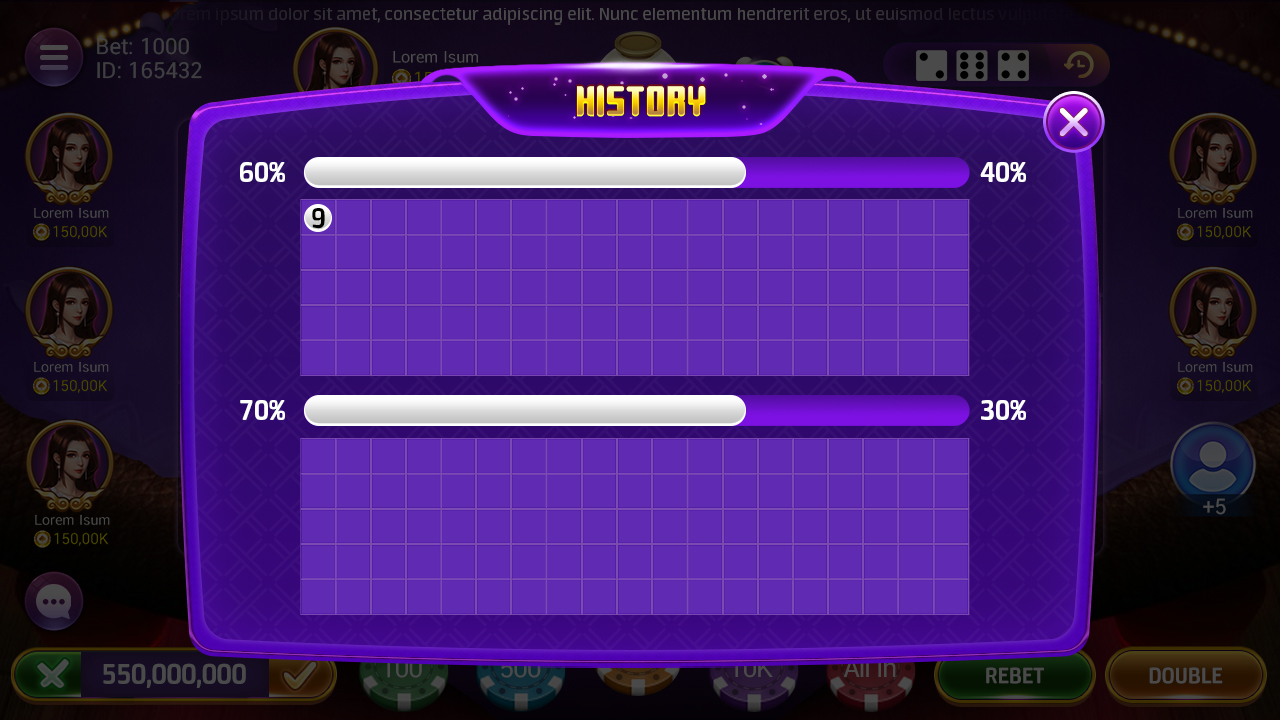 orem ipsum dolor sit amet, consectetur adipiscing elit. Nunc elementum hendrerit eros, ut euismod lectus
Bet: 1000
ID: 165432
Lorem Isum
HISTORY
60%
40%
9
70%
30%
Lorem Isum
150,00K
Lorem Isum
150,00K
Lorem Isum
150,00K
Lorem Isum
150,00K
Lorem Isum
150,00K
+5
550,000,000
100
500
10K
All in
REBET
DOUBLE